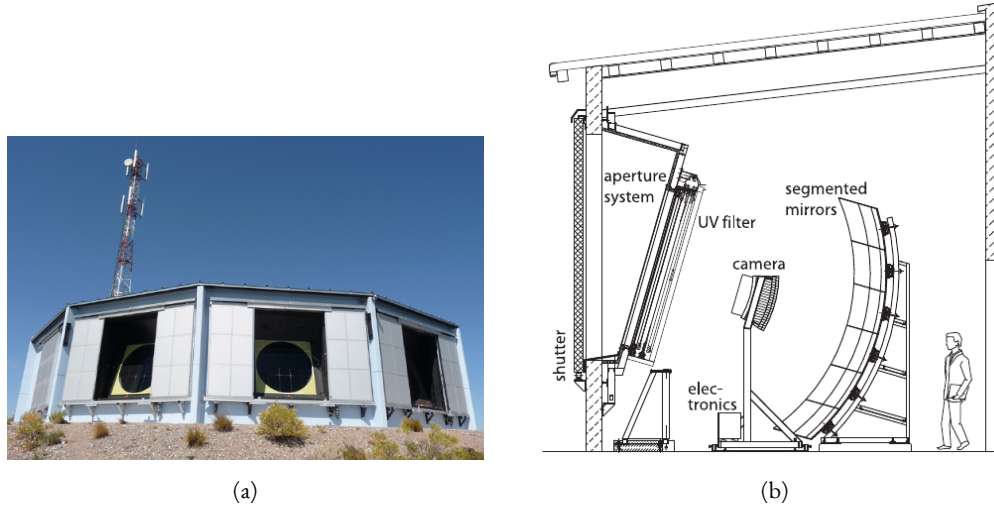 aperture
system
UV filter
segmented
mirrors
camera
shutter
elec-
tronics
(a)
(b)